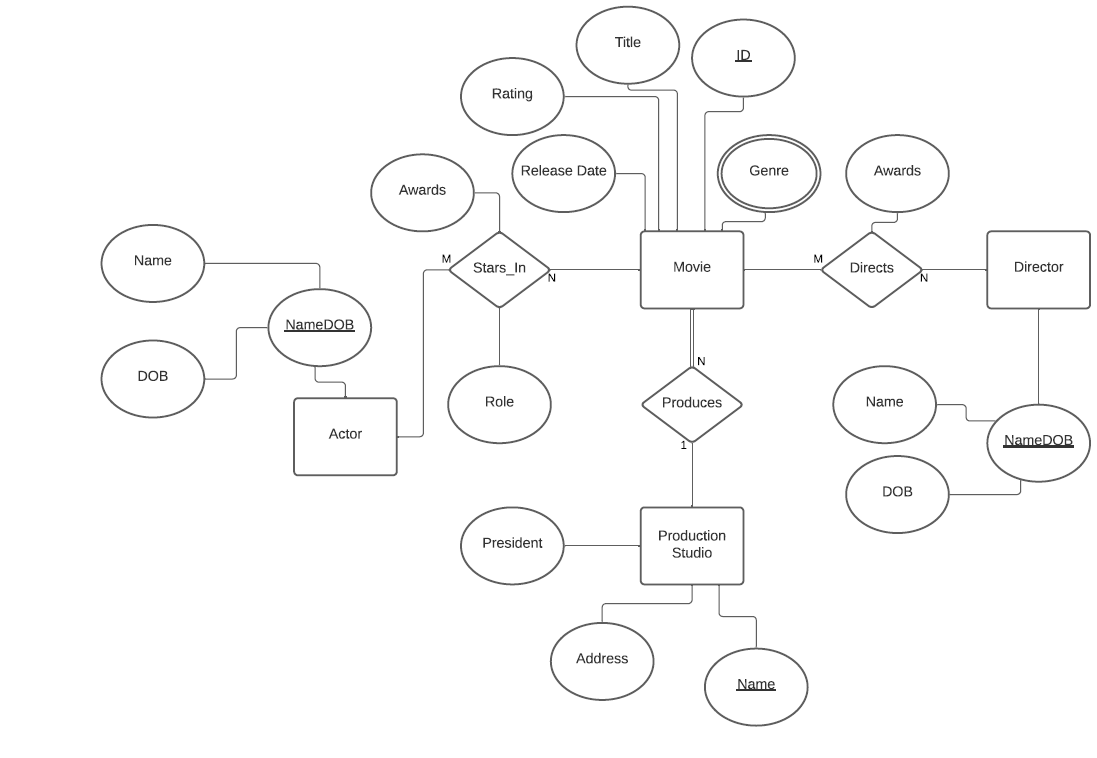 Title
ID
Rating
Release Date
Genre
Awards
Awards
Name
M
Stars_In
N
Movie
M
Directs
N
Director
NameDOB
DOB
N
Actor
Role
Produces
1
Name
NameDOB
DOB
President
Production
Studio
Address
Name